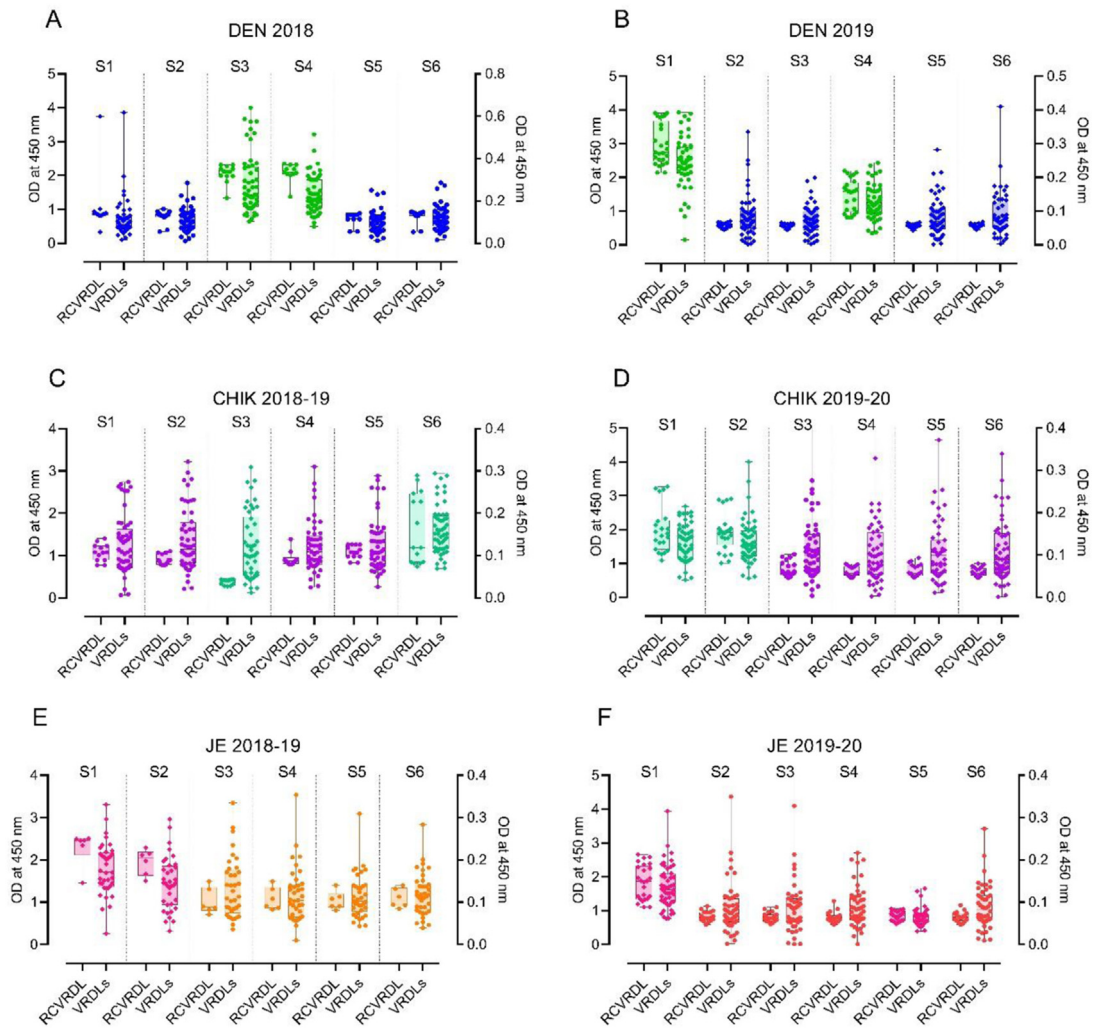 A
DEN 2018
S1 S2 S3 S4 S5 S6
OD at 450 nm
5
4
3
2
1
0
0.8
0.6
0.4
0.2
0.0
OD at 450 nm
RCVRDL VRDLs RCVRDL VRDLs RCVRDL VRDLs RCVRDL VRDLs RCVRDL VRDLs RCVRDL VRDLs
B
DEN 2019
S1 S2 S3 S4 S5 S6
OD at 450 nm
5
4
3
2
1
0
0.5
0.4
0.3
0.2
0.1
0.0
OD at 450 nm
RCVRDL VRDLs RCVRDL VRDLs RCVRDL VRDLs RCVRDL VRDLs RCVRDL VRDLs RCVRDL VRDLs
C
CHIK 2018-19
S1 S2 S3 S4 S5 S6
OD at 450 nm
4
3
2
1
0
0.4
0.3
0.2
0.1
0.0
OD at 450 nm
RCVRDL VRDLs RCVRDL VRDLs RCVRDL VRDLs RCVRDL VRDLs RCVRDL VRDLs RCVRDL VRDLs
D
CHIK 2019-20
S1 S2 S3 S4 S5 S6
OD at 450 nm
5
4
3
2
1
0
0.4
0.3
0.2
0.1
0.0
OD at 450 nm
RCVRDL VRDLs RCVRDL VRDLs RCVRDL VRDLs RCVRDL VRDLs RCVRDL VRDLs RCVRDL VRDLs
E
JE 2018-19
S1 S2 S3 S4 S5 S6
OD at 450 nm
4
3
2
1
0
0.4
0.3
0.2
0.1
0.0
OD at 450 nm
RCVRDL VRDLs RCVRDL VRDLs RCVRDL VRDLs RCVRDL VRDLs RCVRDL VRDLs RCVRDL VRDLs
F
JE 2019-20
S1 S2 S3 S4 S5 S6
OD at 450 nm
5
4
3
2
1
0
0.4
0.3
0.2
0.1
0.0
OD at 450 nm
RCVRDL VRDLs RCVRDL VRDLs RCVRDL VRDLs RCVRDL VRDLs RCVRDL VRDLs RCVRDL VRDLs